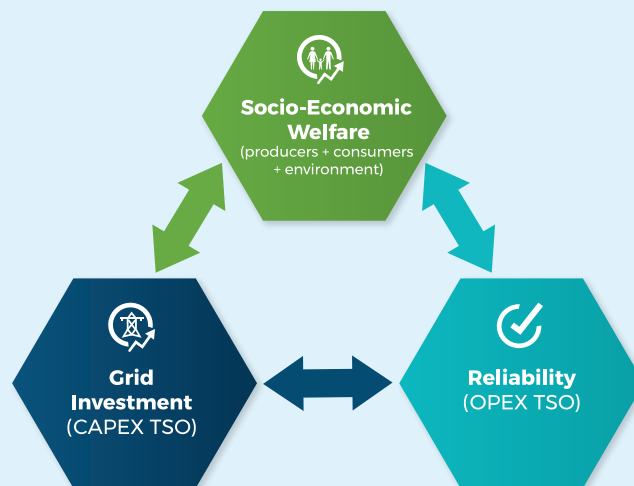 Socio-Economic
Welfare
(producers + consumers
+ environment)
Grid
Investment
(CAPEX TSO)
Reliability
(OPEX TSO)